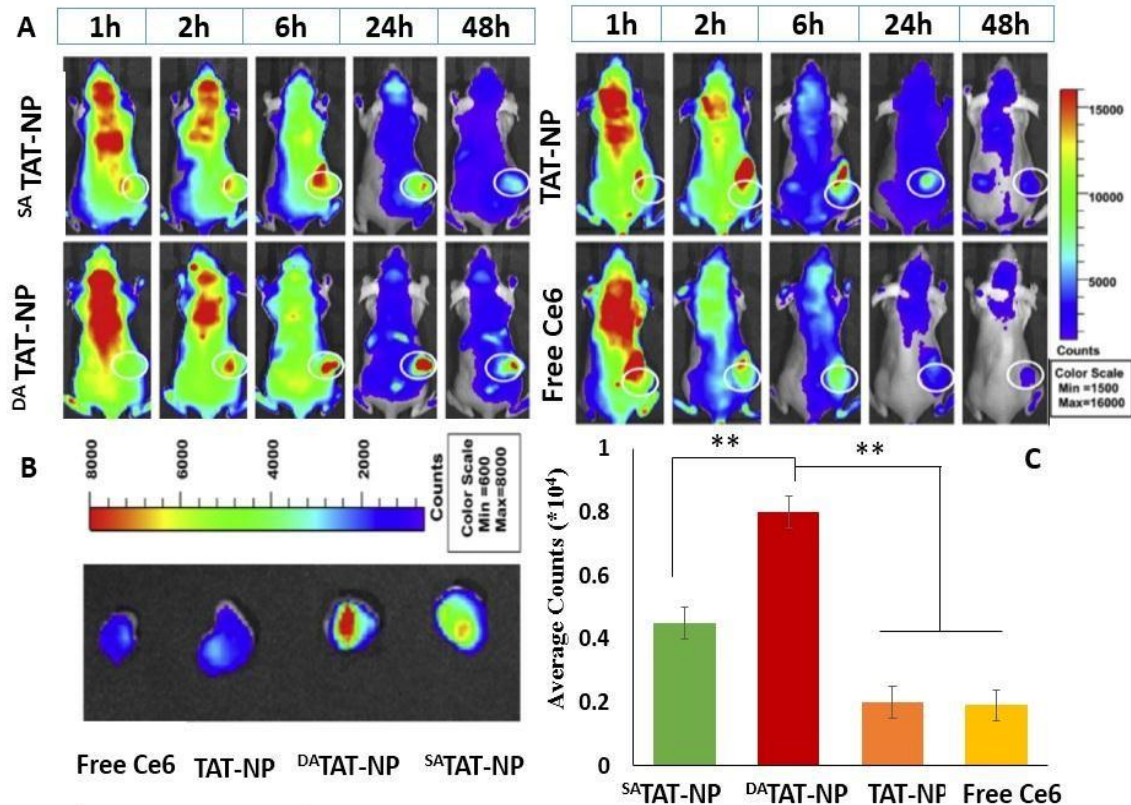 A
1h 2h 6h 24h 48h
1h 2h 6h 24h 48h
SA TAT-NP
TAT-NP
DA TAT-NP
Free Ce6
15000
10000
5000
Counts
Color Scale
Min =1500
Max=16000
B
8000 6000 4000 2000
Counts
Color Scale
Min =600
Max=8000
Free Ce6 TAT-NP DATAT-NP SATAT-NP
C
** **
Average Counts (*104)
1
0.8
0.6
0.4
0.2
0
SATAT-NP DATAT-NP TAT-NP Free Ce6